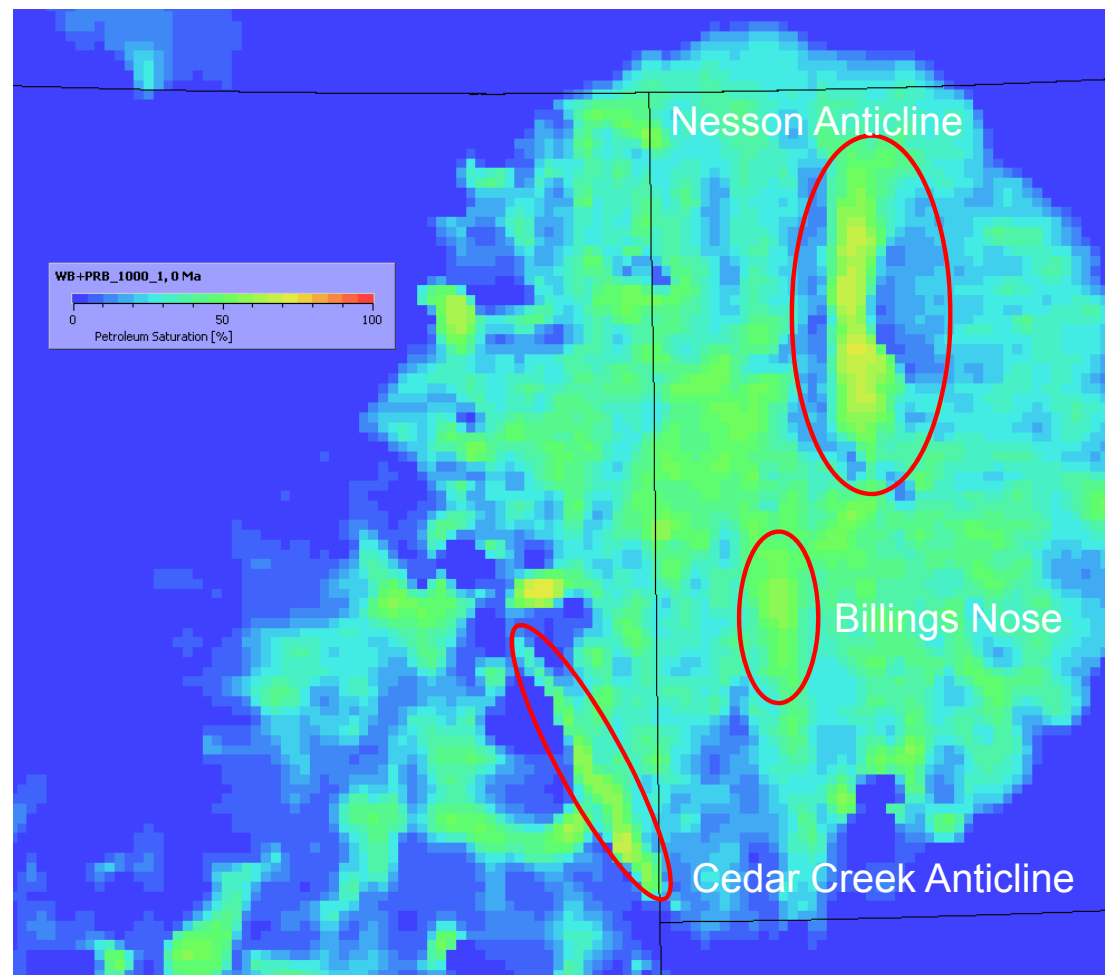 Nesson Anticline
WB+PRB_1000_1, 0 Ma
0 50 100
Petroleum Saturation [%]
Billings Nose
Cedar Creek Anticline